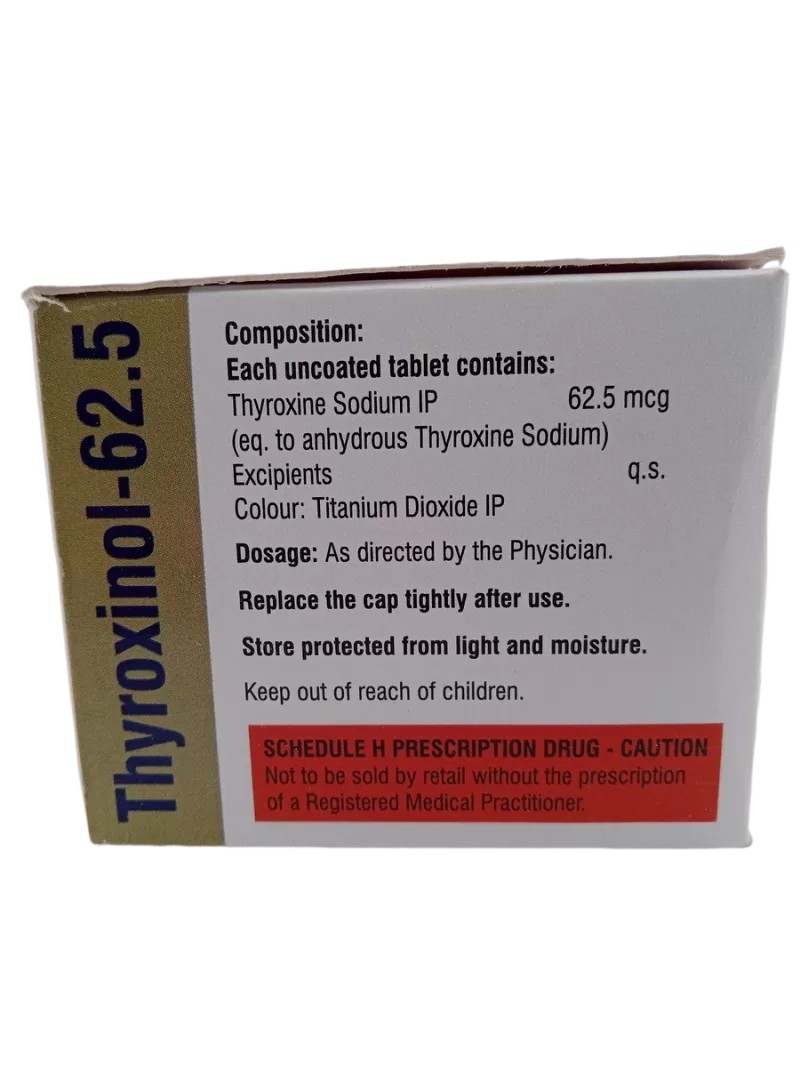 Thyroxinol-62.5
Composition:
Each uncoated tablet contains:
Thyroxine Sodium IP 62.5 mcg
(eq. to anhydrous Thyroxine Sodium)
Excipients q.s.
Colour: Titanium Dioxide IP
Dosage: As directed by the Physician.
Replace the cap tightly after use.
Store protected from light and moisture.
Keep out of reach of children.
SCHEDULE H PRESCRIPTION DRUG - CAUTION
Not to be sold by retail without the prescription
of a Registered Medical Practitioner.